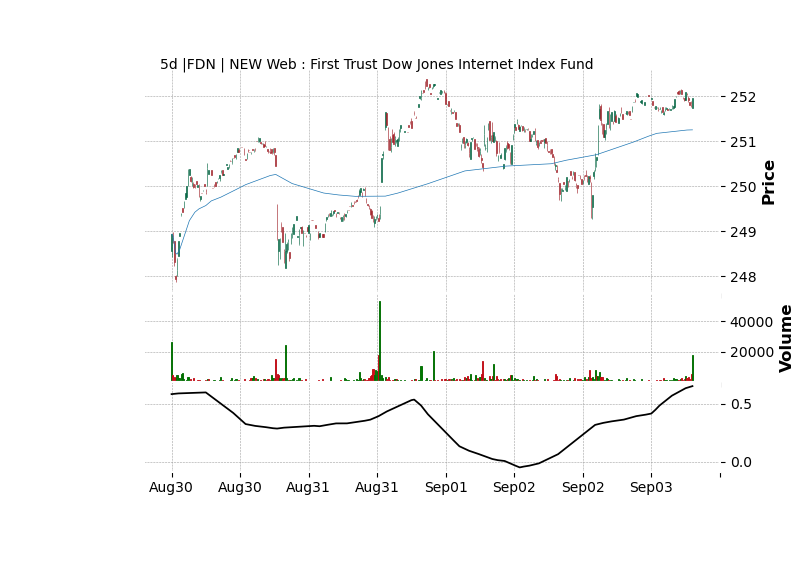 5d |FDN | NEW Web : First Trust Dow Jones Internet Index Fund
252
251
250
249
248
Price
40000
20000
Volume
0.5
0.0
Aug30 Aug30 Aug31 Aug31 Sep01 Sep02 Sep02 Sep03